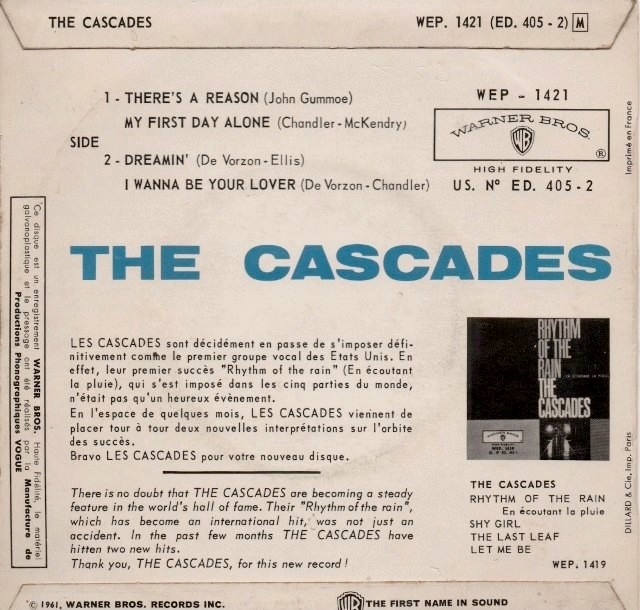 THE CASCADES
WEP. 1421 (ED. 405 - 2) M
1 - THERE'S A REASON (John Gummoe)
MY FIRST DAY ALONE (Chandler - McKendry)
SIDE
2 - DREAMIN' (De Vorzon - Ellis)
I WANNA BE YOUR LOVER (De Vorzon - Chandler)
WEP - 1421
WARNER BROS.
WB
®
HIGH FIDELITY
U.S. N° ED. 405 - 2
Imprimé en France
THE CASCADES
"Ce disque est un enregistrement WARNER BROS. Haute Fidélité, le matériel
galvanoplastique et le pressage ont été réalisés par la Manufacture de
Productions Phonographiques VOGUE
LES CASCADES sont décidément en passe de s'imposer défi-
nitivement comme le premier groupe vocal des Etats Unis. En
effet, leur premier succès "Rhythm of the rain" (En écoutant
la pluie), qui s'est imposé dans les cinq parties du monde,
n'était pas qu'un heureux évènement.
En l'espace de quelques mois, LES CASCADES viennent de
placer tour à tour deux nouvelles interprétations sur l'orbite
des succès.
Bravo LES CASCADES pour votre nouveau disque.
There is no doubt that THE CASCADES are becoming a steady
feature in the world's hall of fame. Their "Rhythm of the rain",
which has become an international hit, was not just an
accident. In the past few months THE CASCADES have
hitten two new hits.
Thank you, THE CASCADES, for this new record !
RHYTHM
OF THE
RAIN
EN ECOUTANT LA PLUIE
THE
CASCADES
THE CASCADES
RHYTHM OF THE RAIN
En écoutant la pluie
SHY GIRL
THE LAST LEAF
LET ME BE
WEP. 1419
DILLARD & Cie, Imp. Paris
© 1961, WARNER BROS. RECORDS INC.
WB THE FIRST NAME IN SOUND